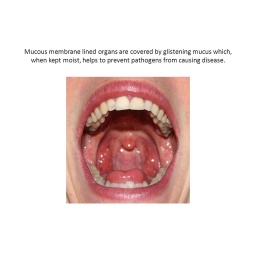 Mucous membrane lined organs are covered by glistening mucus which,
when kept moist, helps to prevent pathogens from causing disease.